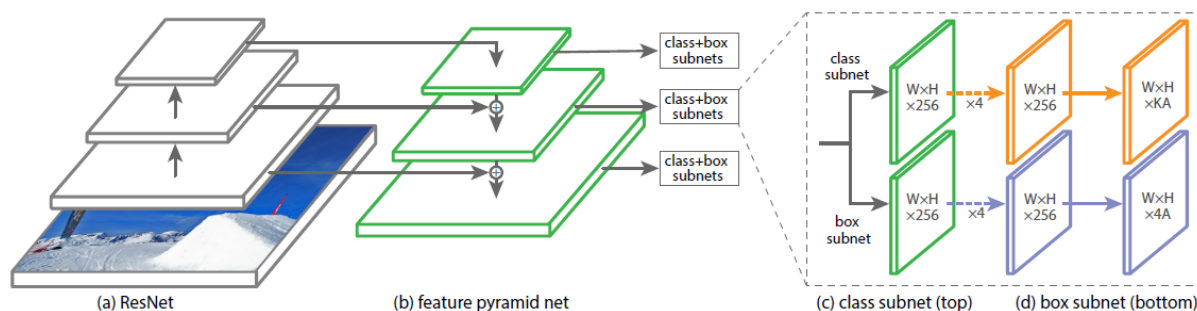 class+box
subnets
class+box
subnets
class+box
subnets
class
subnet
W×H
×256
×4
W×H
×256
W×H
×KA
box
subnet
W×H
×256
×4
W×H
×256
W×H
×4A
(a) ResNet
(b) feature pyramid net
(c) class subnet (top)
(d) box subnet (bottom)